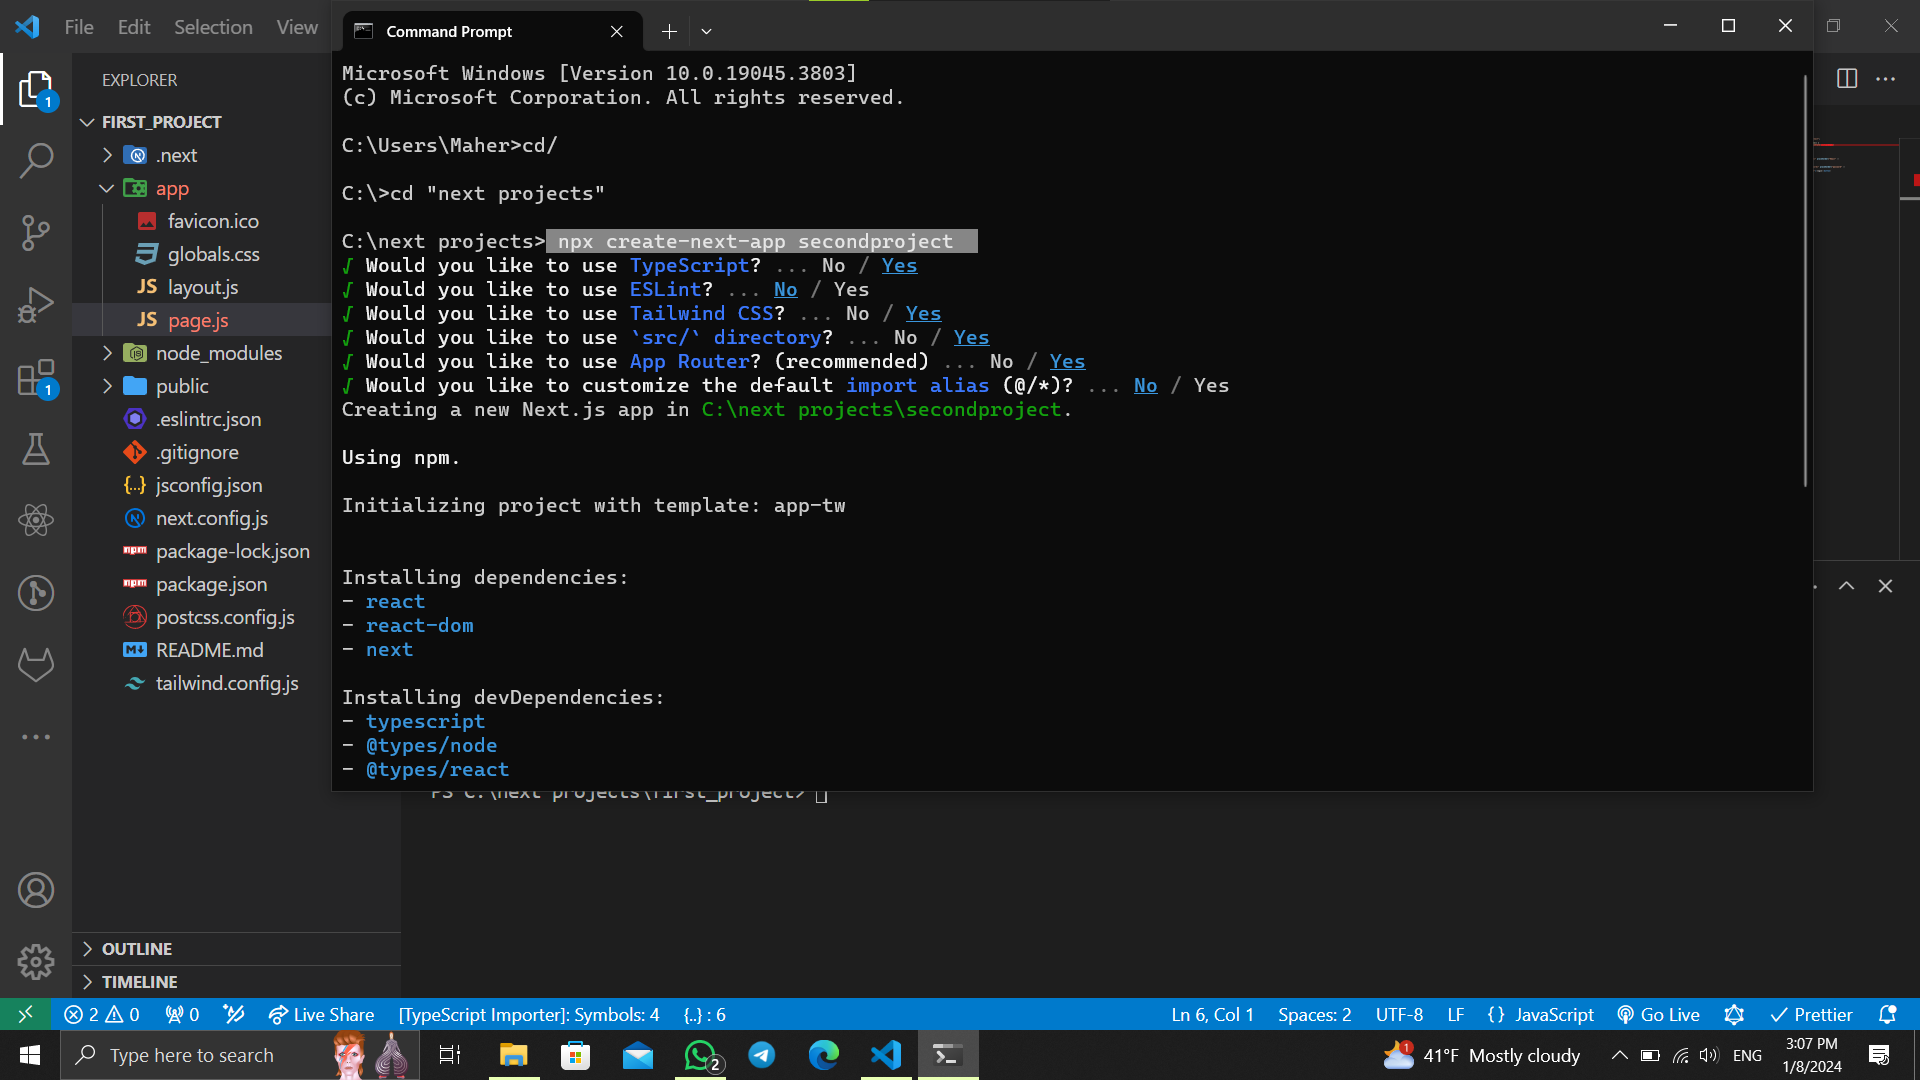 File Edit Selection View
Command Prompt
EXPLORER
FIRST_PROJECT
.next
app
favicon.ico
globals.css
layout.js
page.js
node_modules
public
.eslintrc.json
.gitignore
jsconfig.json
next.config.js
package-lock.json
package.json
postcss.config.js
README.md
tailwind.config.js
OUTLINE
TIMELINE
1
1
Microsoft Windows [Version 10.0.19045.3803]
(c) Microsoft Corporation. All rights reserved.
C:\Users\Maher>cd/
C:\>cd "next projects"
C:\next projects> npx create-next-app secondproject
√ Would you like to use TypeScript? ... No / Yes
√ Would you like to use ESLint? ... No / Yes
√ Would you like to use Tailwind CSS? ... No / Yes
√ Would you like to use `src/` directory? ... No / Yes
√ Would you like to use App Router? (recommended) ... No / Yes
√ Would you like to customize the default import alias (@/*)? ... No / Yes
Creating a new Next.js app in C:\next projects\secondproject.
Using npm.
Initializing project with template: app-tw
Installing dependencies:
- react
- react-dom
- next
Installing devDependencies:
- typescript
- @types/node
- @types/react
PS C:\next projects\first_project>
2 0 0 Live Share [TypeScript Importer]: Symbols: 4 {..} : 6 Ln 6, Col 1 Spaces: 2 UTF-8 LF {} JavaScript Go Live Prettier
Type here to search 2 1 41°F Mostly cloudy ENG 3:07 PM
1/8/2024